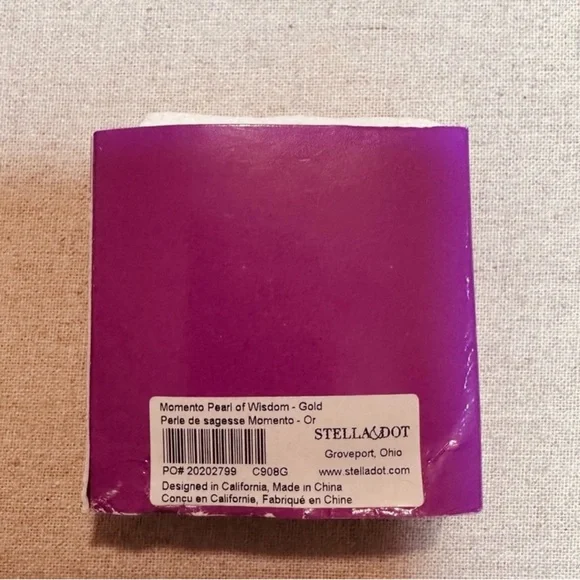 Momento Pearl of Wisdom - Gold
Perle de sagesse Momento - Or
STELLA&DOT
Groveport, Ohio
PO# 20202799 C908G www.stelladot.com
Designed in California, Made in China
Concu en Californie, Fabriqué en Chine